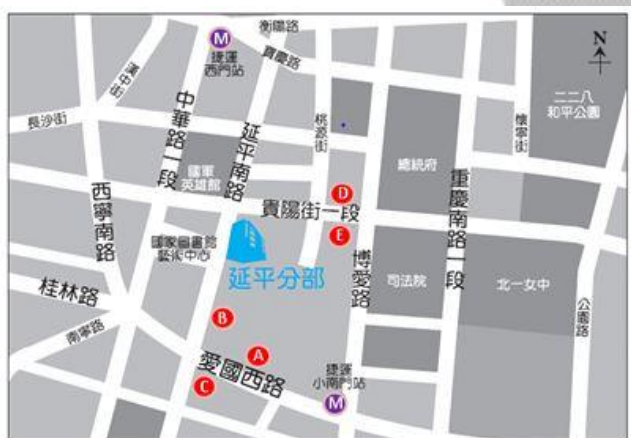 衡陽路
寶慶路
N
M
捷運
西門站
漢中街
長沙街
中華路一段
延平南路
桃源街
懷寧街
二二八
和平公園
國軍
英雄館
總統府
重慶南路一段
西寧南路
D
貴陽街一段
E
國家圖書館
藝術中心
延平分部
博愛路
司法院
北一女中
公園路
桂林路
南寧路
B
A
愛國西路
C
捷運
小南門站
M